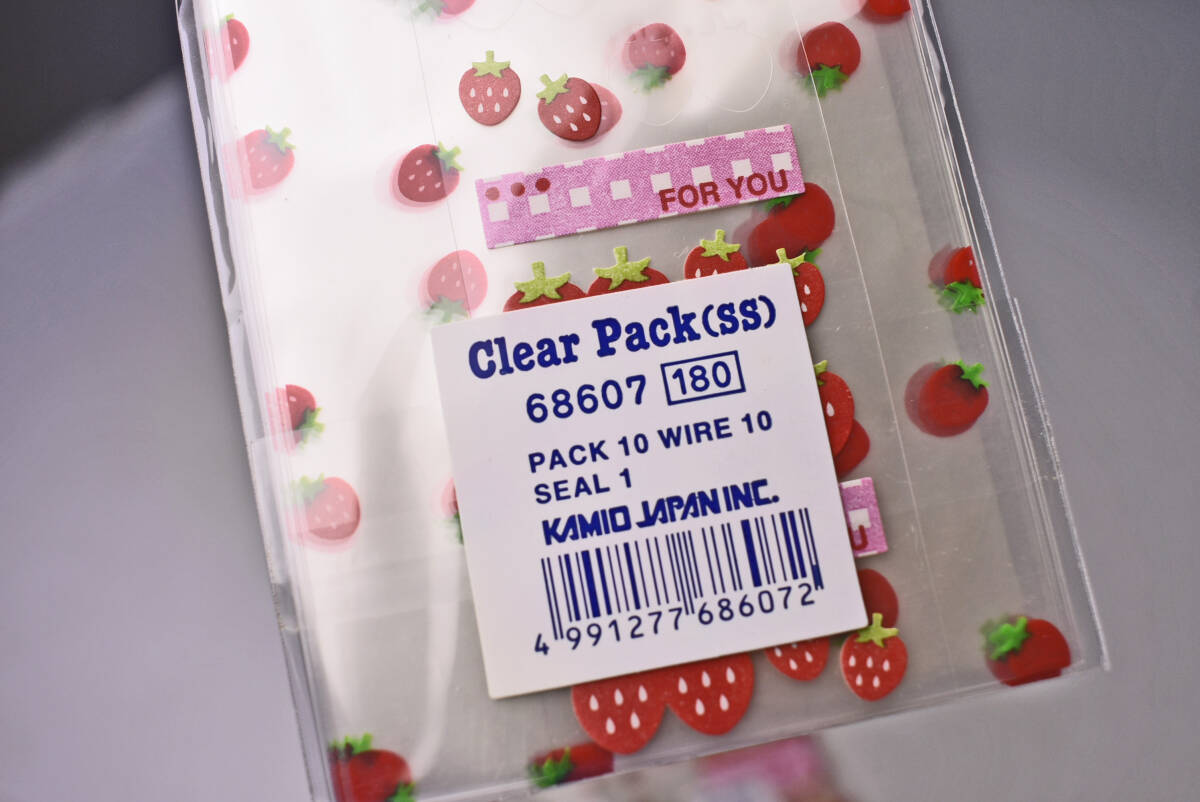 FOR YOU
Clear Pack(SS)
68607 180
PACK 10 WIRE 10
SEAL 1
KAMIO JAPAN INC.
4 991277 686072
U